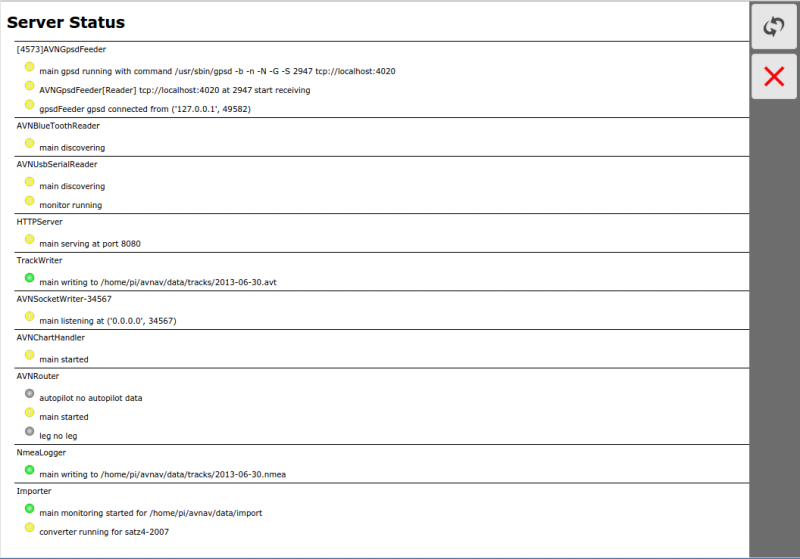 Server Status
[4573]AVNGpsdFeeder
main gpsd running with command /usr/sbin/gpsd -b -n -N -G -S 2947 tcp://localhost:4020
AVNGpsdFeeder[Reader] tcp://localhost:4020 at 2947 start receiving
gpsdFeeder gpsd connected from ('127.0.0.1', 49582)
AVNBlueToothReader
main discovering
AVNUsbSerialReader
main discovering
monitor running
HTTPServer
main serving at port 8080
TrackWriter
main writing to /home/pi/avnav/data/tracks/2013-06-30.avt
AVNSocketWriter-34567
main listening at ('0.0.0.0', 34567)
AVNChartHandler
main started
AVNRouter
autopilot no autopilot data
main started
leg no leg
NmeaLogger
main writing to /home/pi/avnav/data/tracks/2013-06-30.nmea
Importer
main monitoring started for /home/pi/avnav/data/import
converter running for satz4-2007